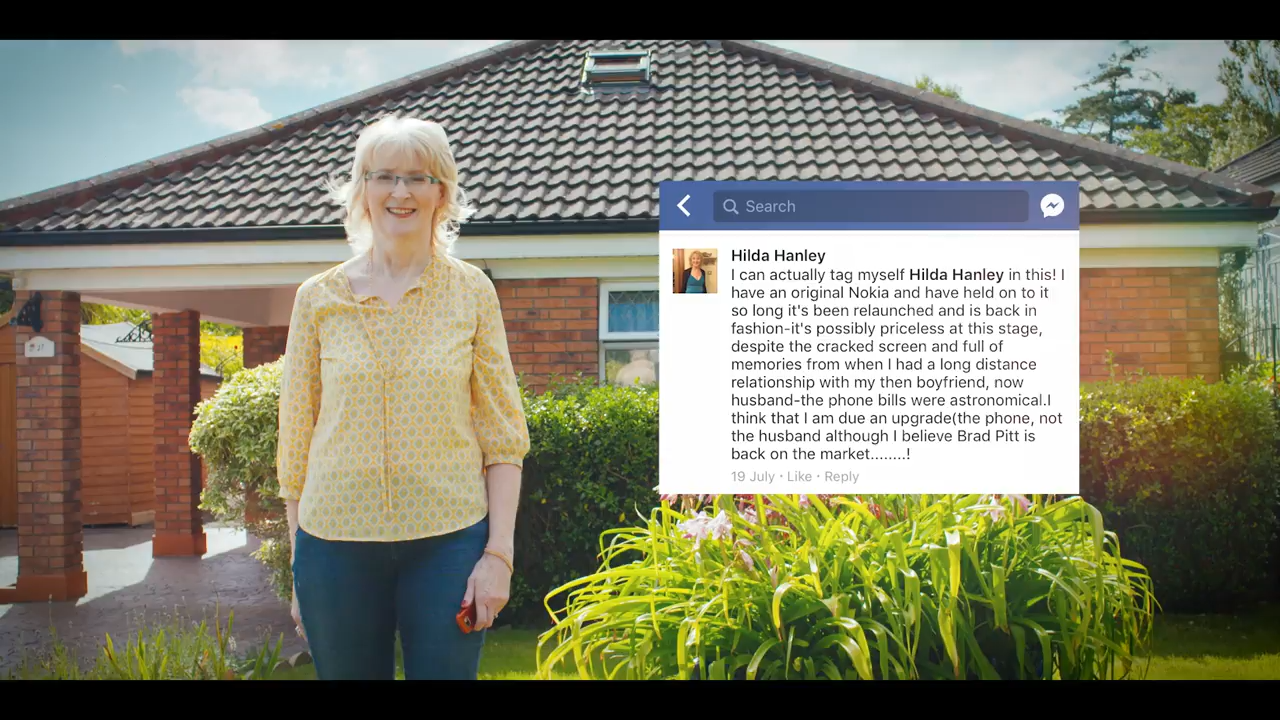 Search
Hilda Hanley
I can actually tag myself Hilda Hanley in this! I
have an original Nokia and have held on to it
so long it's been relaunched and is back in
fashion-it's possibly priceless at this stage,
despite the cracked screen and full of
memories from when I had a long distance
relationship with my then boyfriend, now
husband-the phone bills were astronomical.I
think that I am due an upgrade(the phone, not
the husband although I believe Brad Pitt is
back on the market........!
19 July · Like · Reply